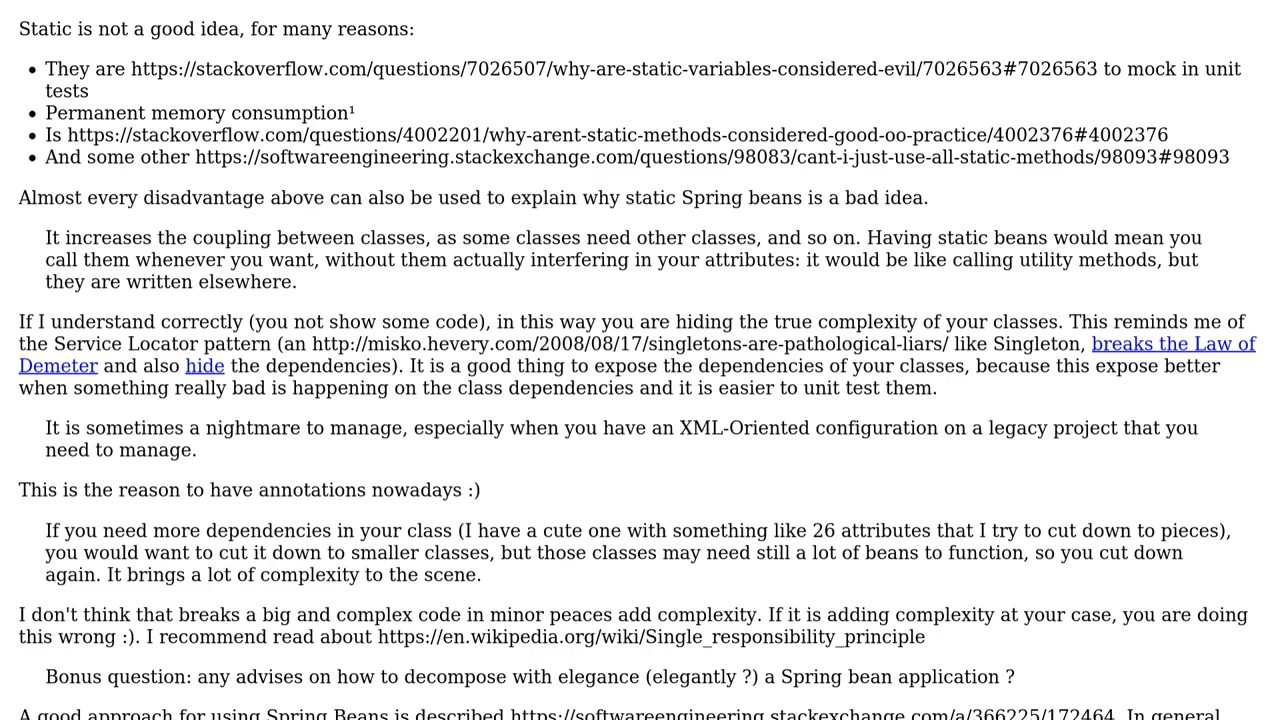 Static is not a good idea, for many reasons:
• They are https://stackoverflow.com/questions/7026507/why-are-static-variables-considered-evil/7026563#7026563 to mock in unit
tests
• Permanent memory consumption¹
• Is https://stackoverflow.com/questions/4002201/why-arent-static-methods-considered-good-oo-practice/4002376#4002376
• And some other https://softwareengineering.stackexchange.com/questions/98083/cant-i-just-use-all-static-methods/98093#98093
Almost every disadvantage above can also be used to explain why static Spring beans is a bad idea.
It increases the coupling between classes, as some classes need other classes, and so on. Having static beans would mean you
call them whenever you want, without them actually interfering in your attributes: it would be like calling utility methods, but
they are written elsewhere.
If I understand correctly (you not show some code), in this way you are hiding the true complexity of your classes. This reminds me of
the Service Locator pattern (an http://misko.hevery.com/2008/08/17/singletons-are-pathological-liars/ like Singleton, breaks the Law of
Demeter and also hide the dependencies). It is a good thing to expose the dependencies of your classes, because this expose better
when something really bad is happening on the class dependencies and it is easier to unit test them.
It is sometimes a nightmare to manage, especially when you have an XML-Oriented configuration on a legacy project that you
need to manage.
This is the reason to have annotations nowadays :)
If you need more dependencies in your class (I have a cute one with something like 26 attributes that I try to cut down to pieces),
you would want to cut it down to smaller classes, but those classes may need still a lot of beans to function, so you cut down
again. It brings a lot of complexity to the scene.
I don't think that breaks a big and complex code in minor peaces add complexity. If it is adding complexity at your case, you are doing
this wrong :). I recommend read about https://en.wikipedia.org/wiki/Single_responsibility_principle
Bonus question: any advises on how to decompose with elegance (elegantly ?) a Spring bean application ?
A good approach for using Spring Beans is described https://softwareengineering.stackexchange.com/a/366225/172464. In general